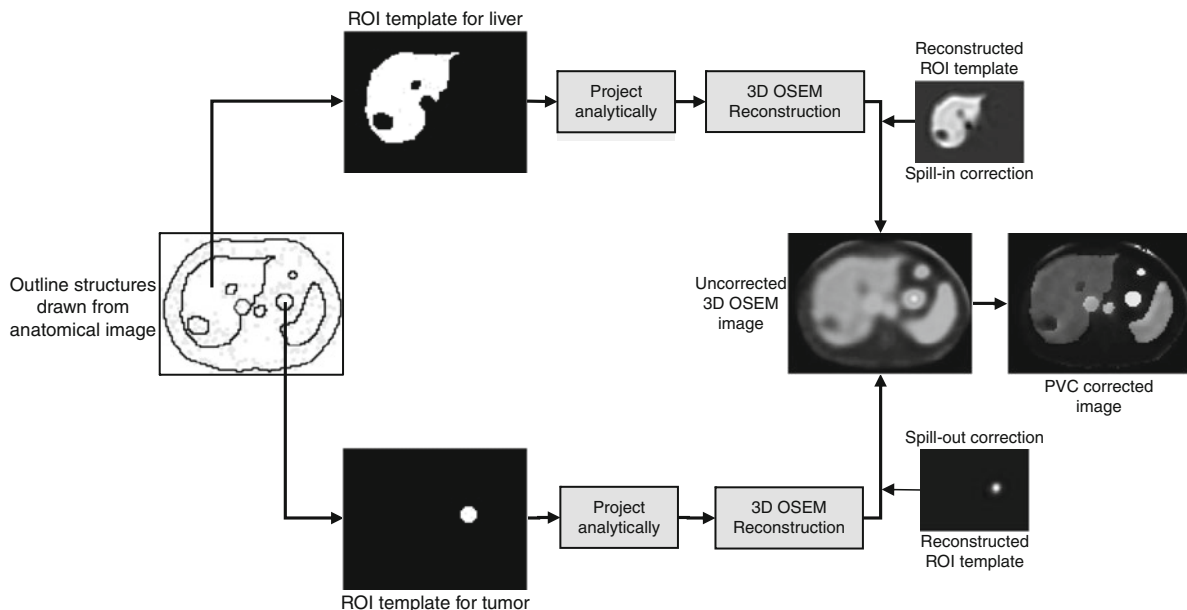 ROI template for liver
Project
analytically
3D OSEM
Reconstruction
Reconstructed
ROI template
Spill-in correction
Outline structures
drawn from
anatomical image
Uncorrected
3D OSEM
image
PVC corrected
image
Spill-out correction
Project
analytically
3D OSEM
Reconstruction
Reconstructed
ROI template
ROI template for tumor